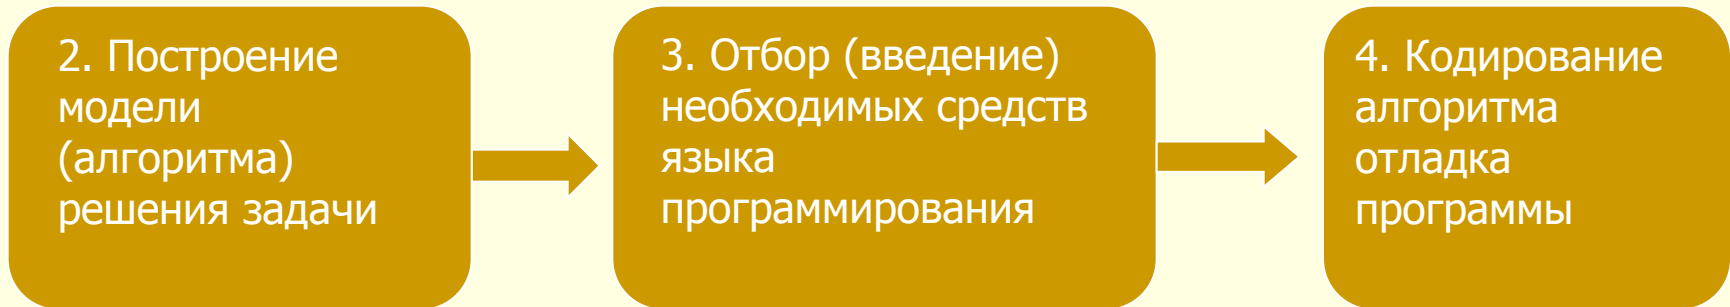 2. Построение
модели
(алгоритма)
решения задачи
3. Отбор (введение)
необходимых средств
языка
программирования
4. Кодирование
алгоритма
отладка
программы